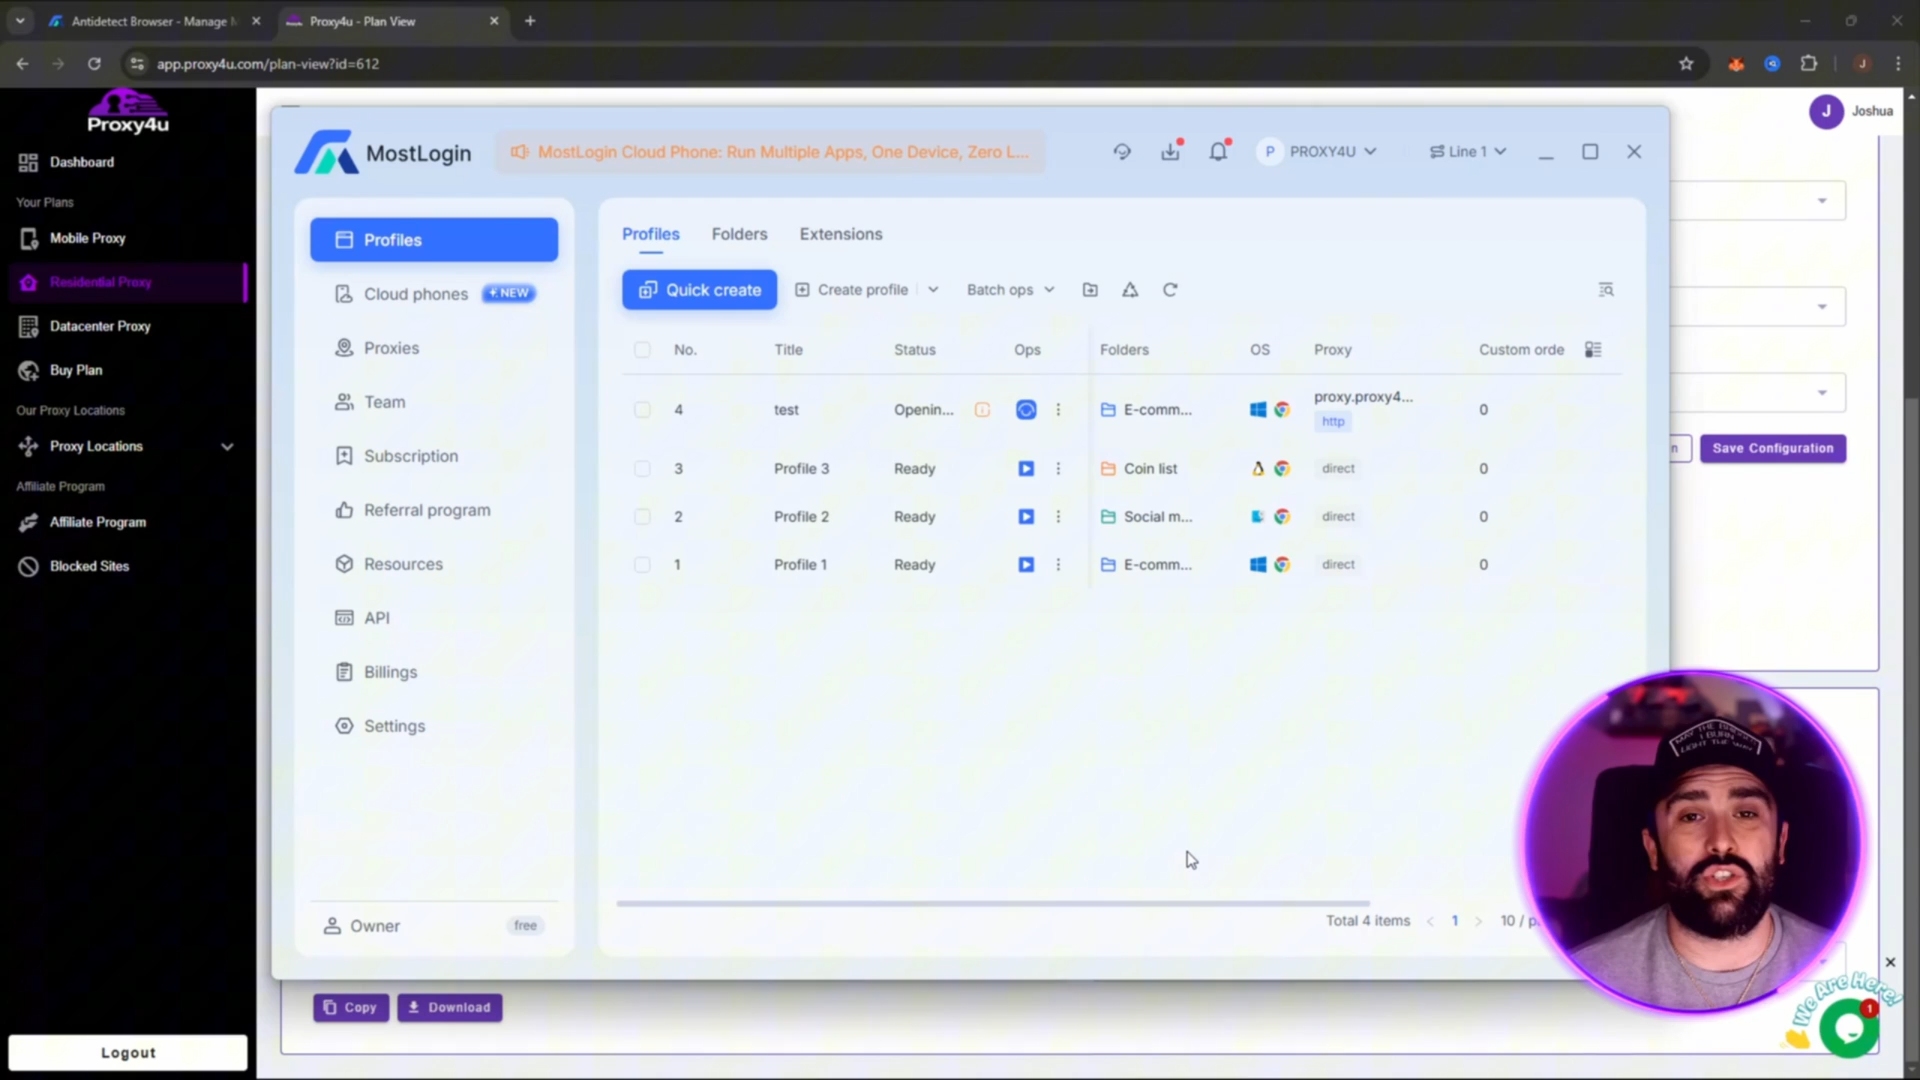 Antidetect Browser - Manage M
Proxy4u - Plan View
app.proxy4u.com/plan-view?id=612
J
Proxy4u
Dashboard
Your Plans
Mobile Proxy
Residential Proxy
Datacenter Proxy
Buy Plan
Our Proxy Locations
Proxy Locations
Affiliate Program
Affiliate Program
Blocked Sites
Logout
J Joshua
MostLogin
MostLogin Cloud Phone: Run Multiple Apps, One Device, Zero L...
P PROXY4U
Line 1
Profiles
Cloud phones NEW
Proxies
Team
Subscription
Referral program
Resources
API
Billings
Settings
Owner free
Profiles Folders Extensions
Quick create Create profile Batch ops
No. Title Status Ops Folders OS Proxy Custom orde
4 test Openin... E-comm... proxy.proxy4... 0
http
3 Profile 3 Ready Coin list direct 0
2 Profile 2 Ready Social m... direct 0
1 Profile 1 Ready E-comm... direct 0
Total 4 items < 1 > 10 / p
n Save Configuration
Copy Download
LIGHT THE WAY
We Are Here!
1